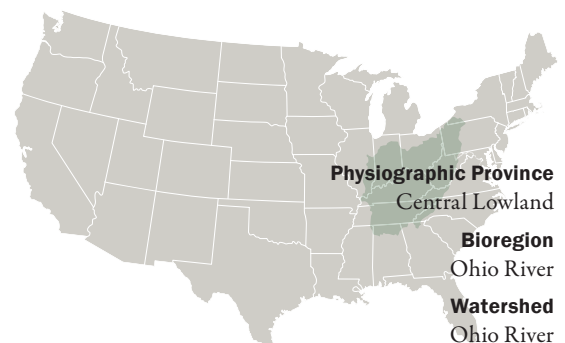 Physiographic Province
Central Lowland
Bioregion
Ohio River
Watershed
Ohio River